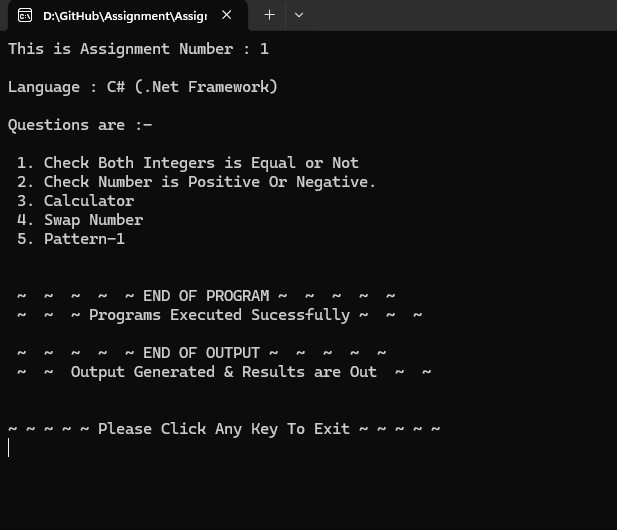 D:\GitHub\Assignment\Assign
This is Assignment Number : 1
Language : C# (.Net Framework)
Questions are :-
1. Check Both Integers is Equal or Not
2. Check Number is Positive Or Negative.
3. Calculator
4. Swap Number
5. Pattern-1
~ ~ ~ ~ ~ END OF PROGRAM ~ ~ ~ ~ ~
~ ~ ~ Programs Executed Sucessfully ~ ~ ~
~ ~ ~ ~ ~ END OF OUTPUT ~ ~ ~ ~ ~
~ ~ Output Generated & Results are Out ~ ~
~ ~ ~ ~ ~ Please Click Any Key To Exit ~ ~ ~ ~ ~